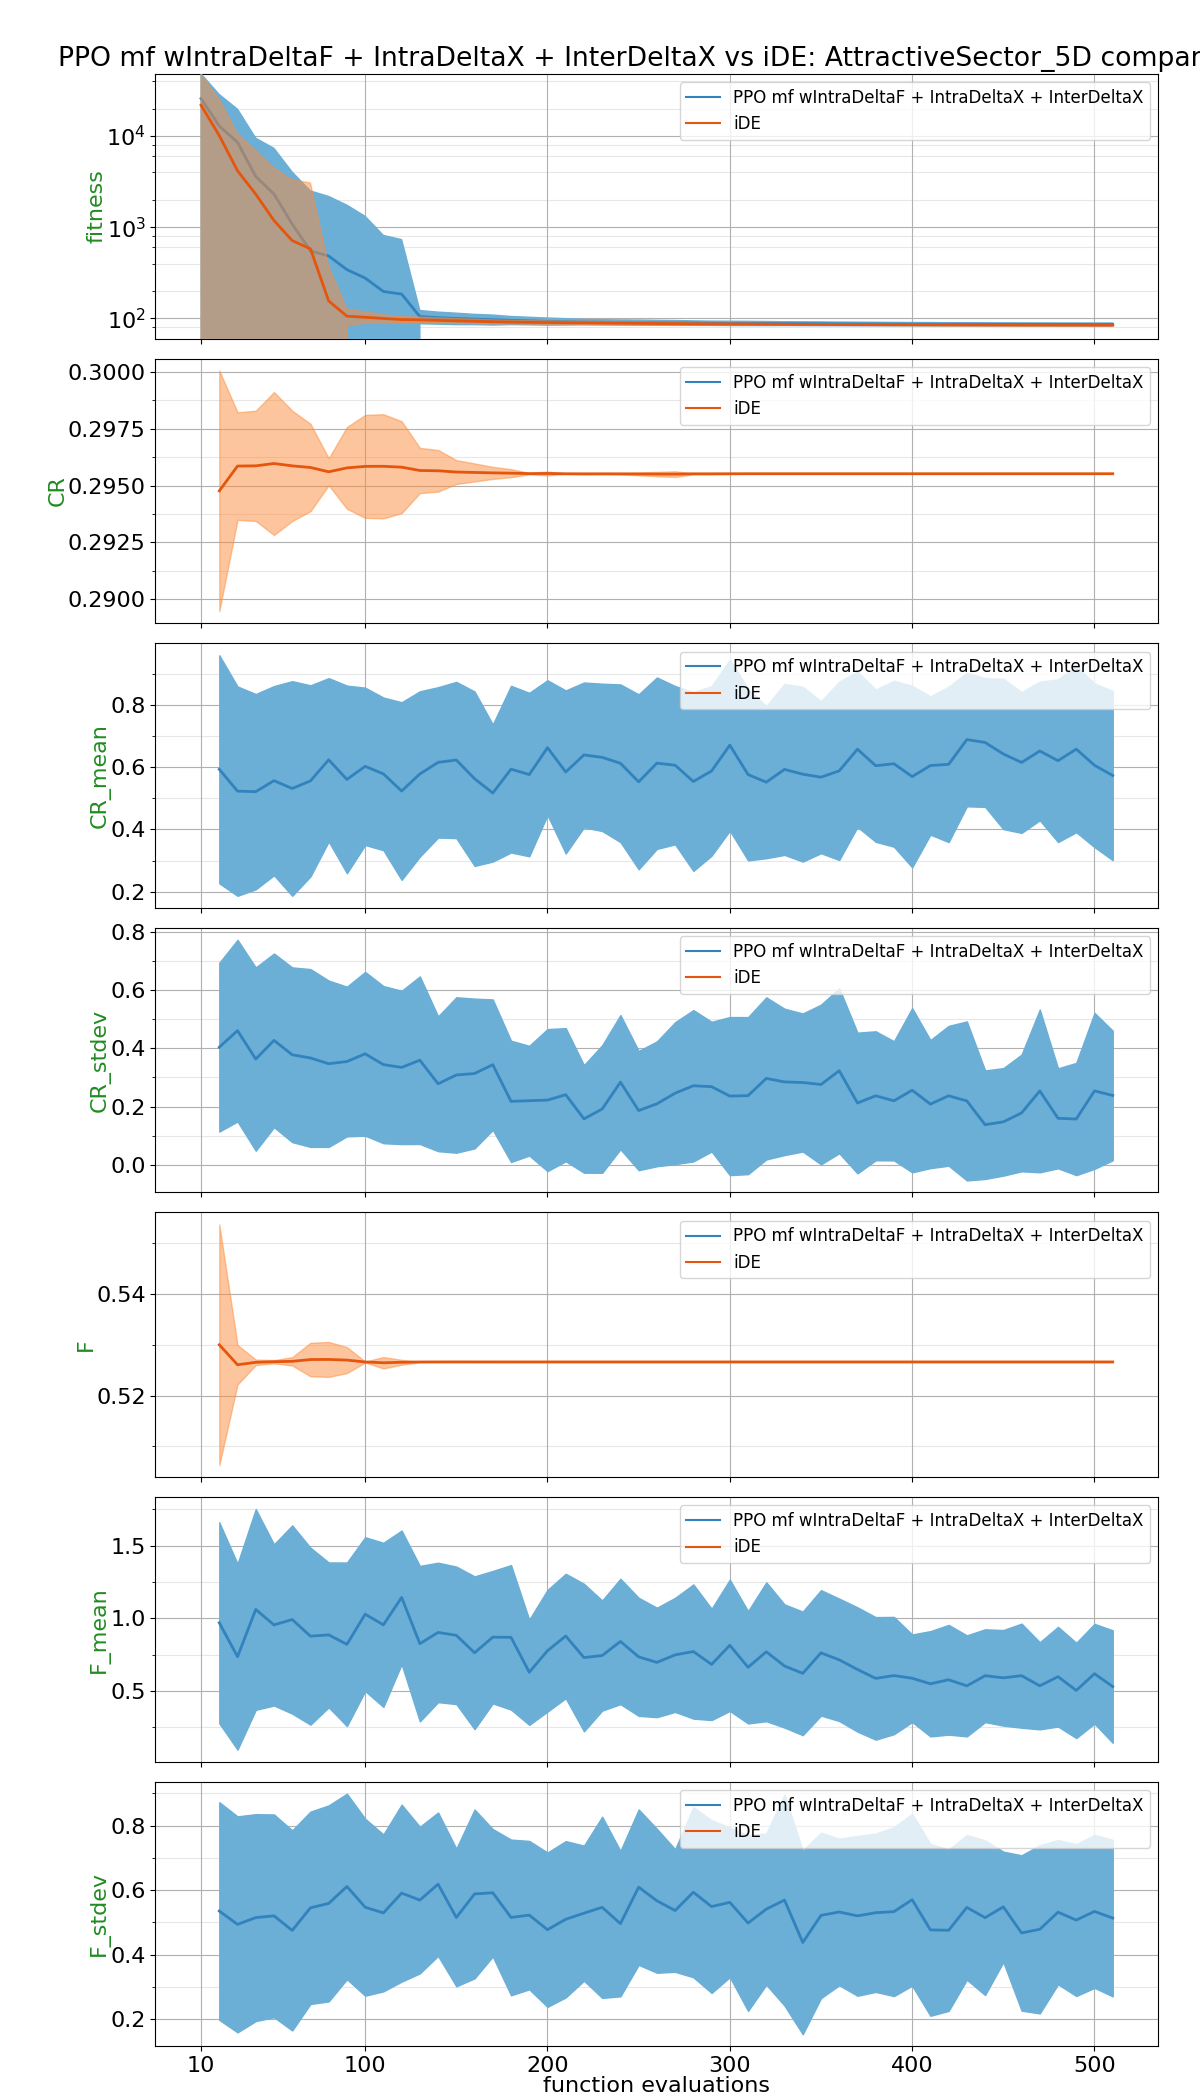 PPO mf wIntraDeltaF + IntraDeltaX + InterDeltaX vs iDE: AttractiveSector_5D compar
PPO mf wIntraDeltaF + IntraDeltaX + InterDeltaX
iDE
10^4
10^3
10^2
fitness
PPO mf wIntraDeltaF + IntraDeltaX + InterDeltaX
iDE
0.3000
0.2975
0.2950
0.2925
0.2900
CR
PPO mf wIntraDeltaF + IntraDeltaX + InterDeltaX
iDE
0.8
0.6
0.4
0.2
CR_mean
PPO mf wIntraDeltaF + IntraDeltaX + InterDeltaX
iDE
0.8
0.6
0.4
0.2
0.0
CR_stdev
PPO mf wIntraDeltaF + IntraDeltaX + InterDeltaX
iDE
0.54
0.52
F
PPO mf wIntraDeltaF + IntraDeltaX + InterDeltaX
iDE
1.5
1.0
0.5
F_mean
PPO mf wIntraDeltaF + IntraDeltaX + InterDeltaX
iDE
0.8
0.6
0.4
0.2
F_stdev
10 100 200 300 400 500
function evaluations